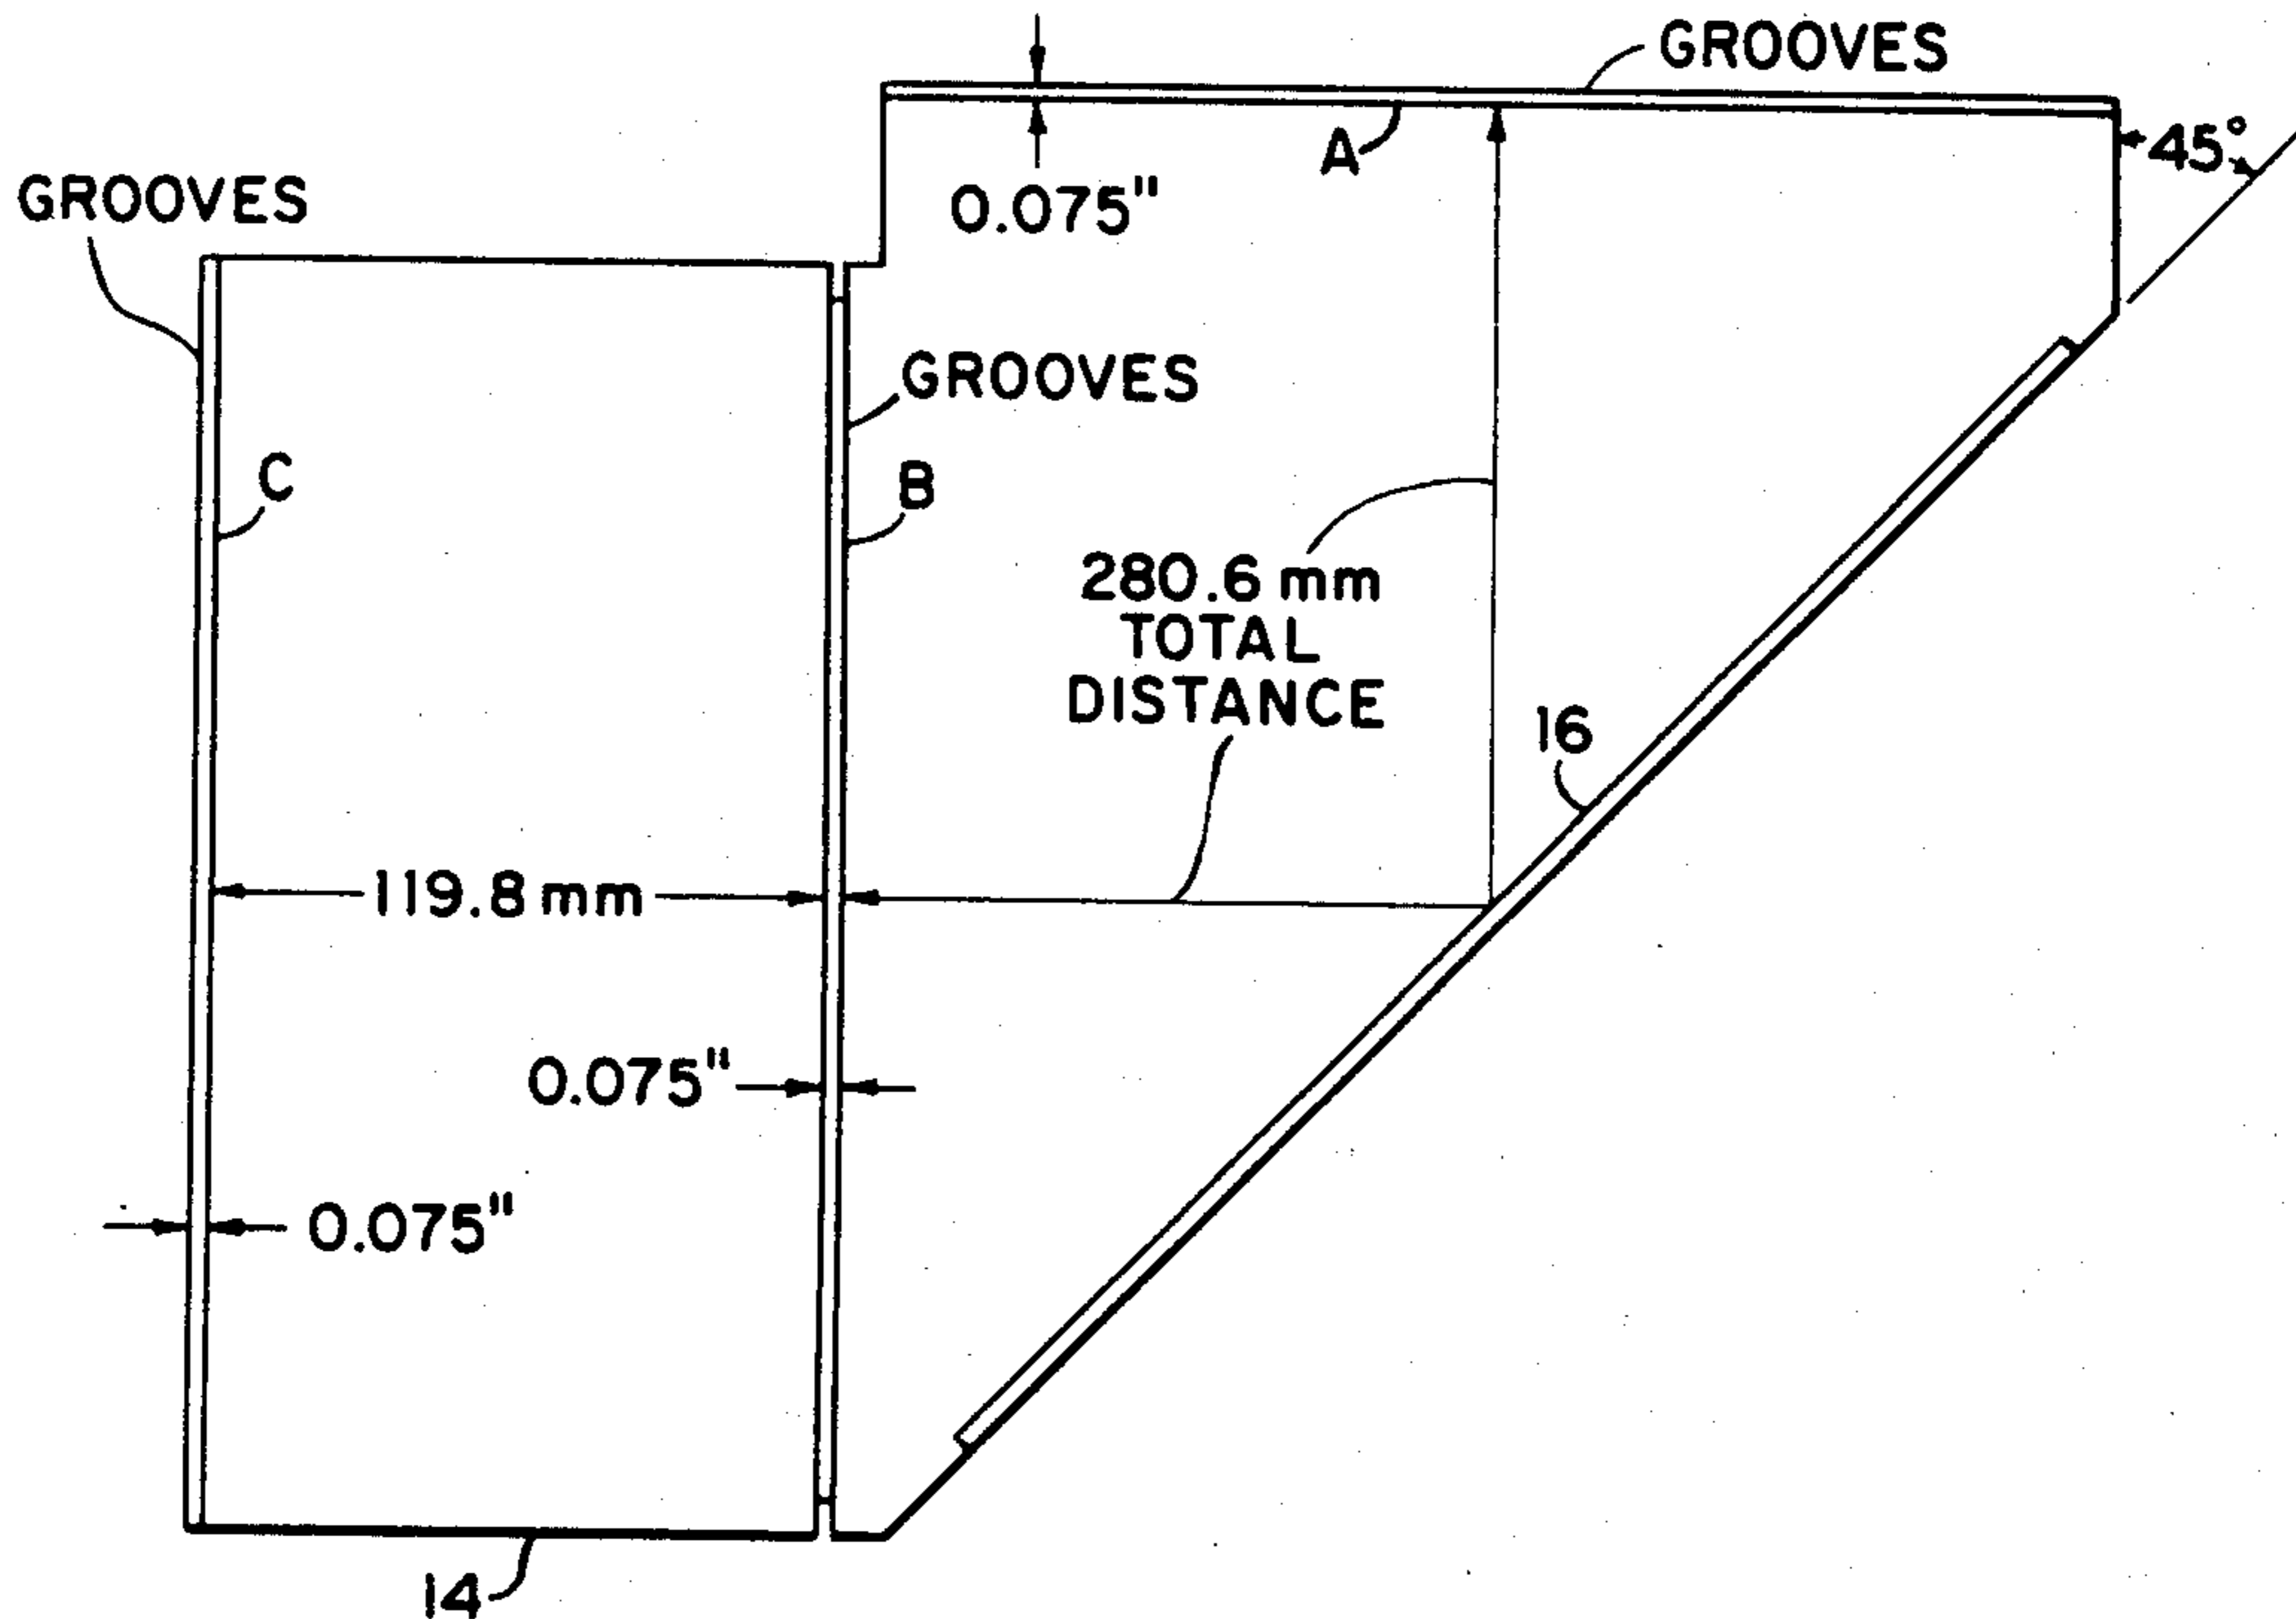 GROOVES
45°
A
0.075"
GROOVES
GROOVES
C
B
280.6 mm
TOTAL
DISTANCE
16
119.8 mm
0.075"
0.075"
14